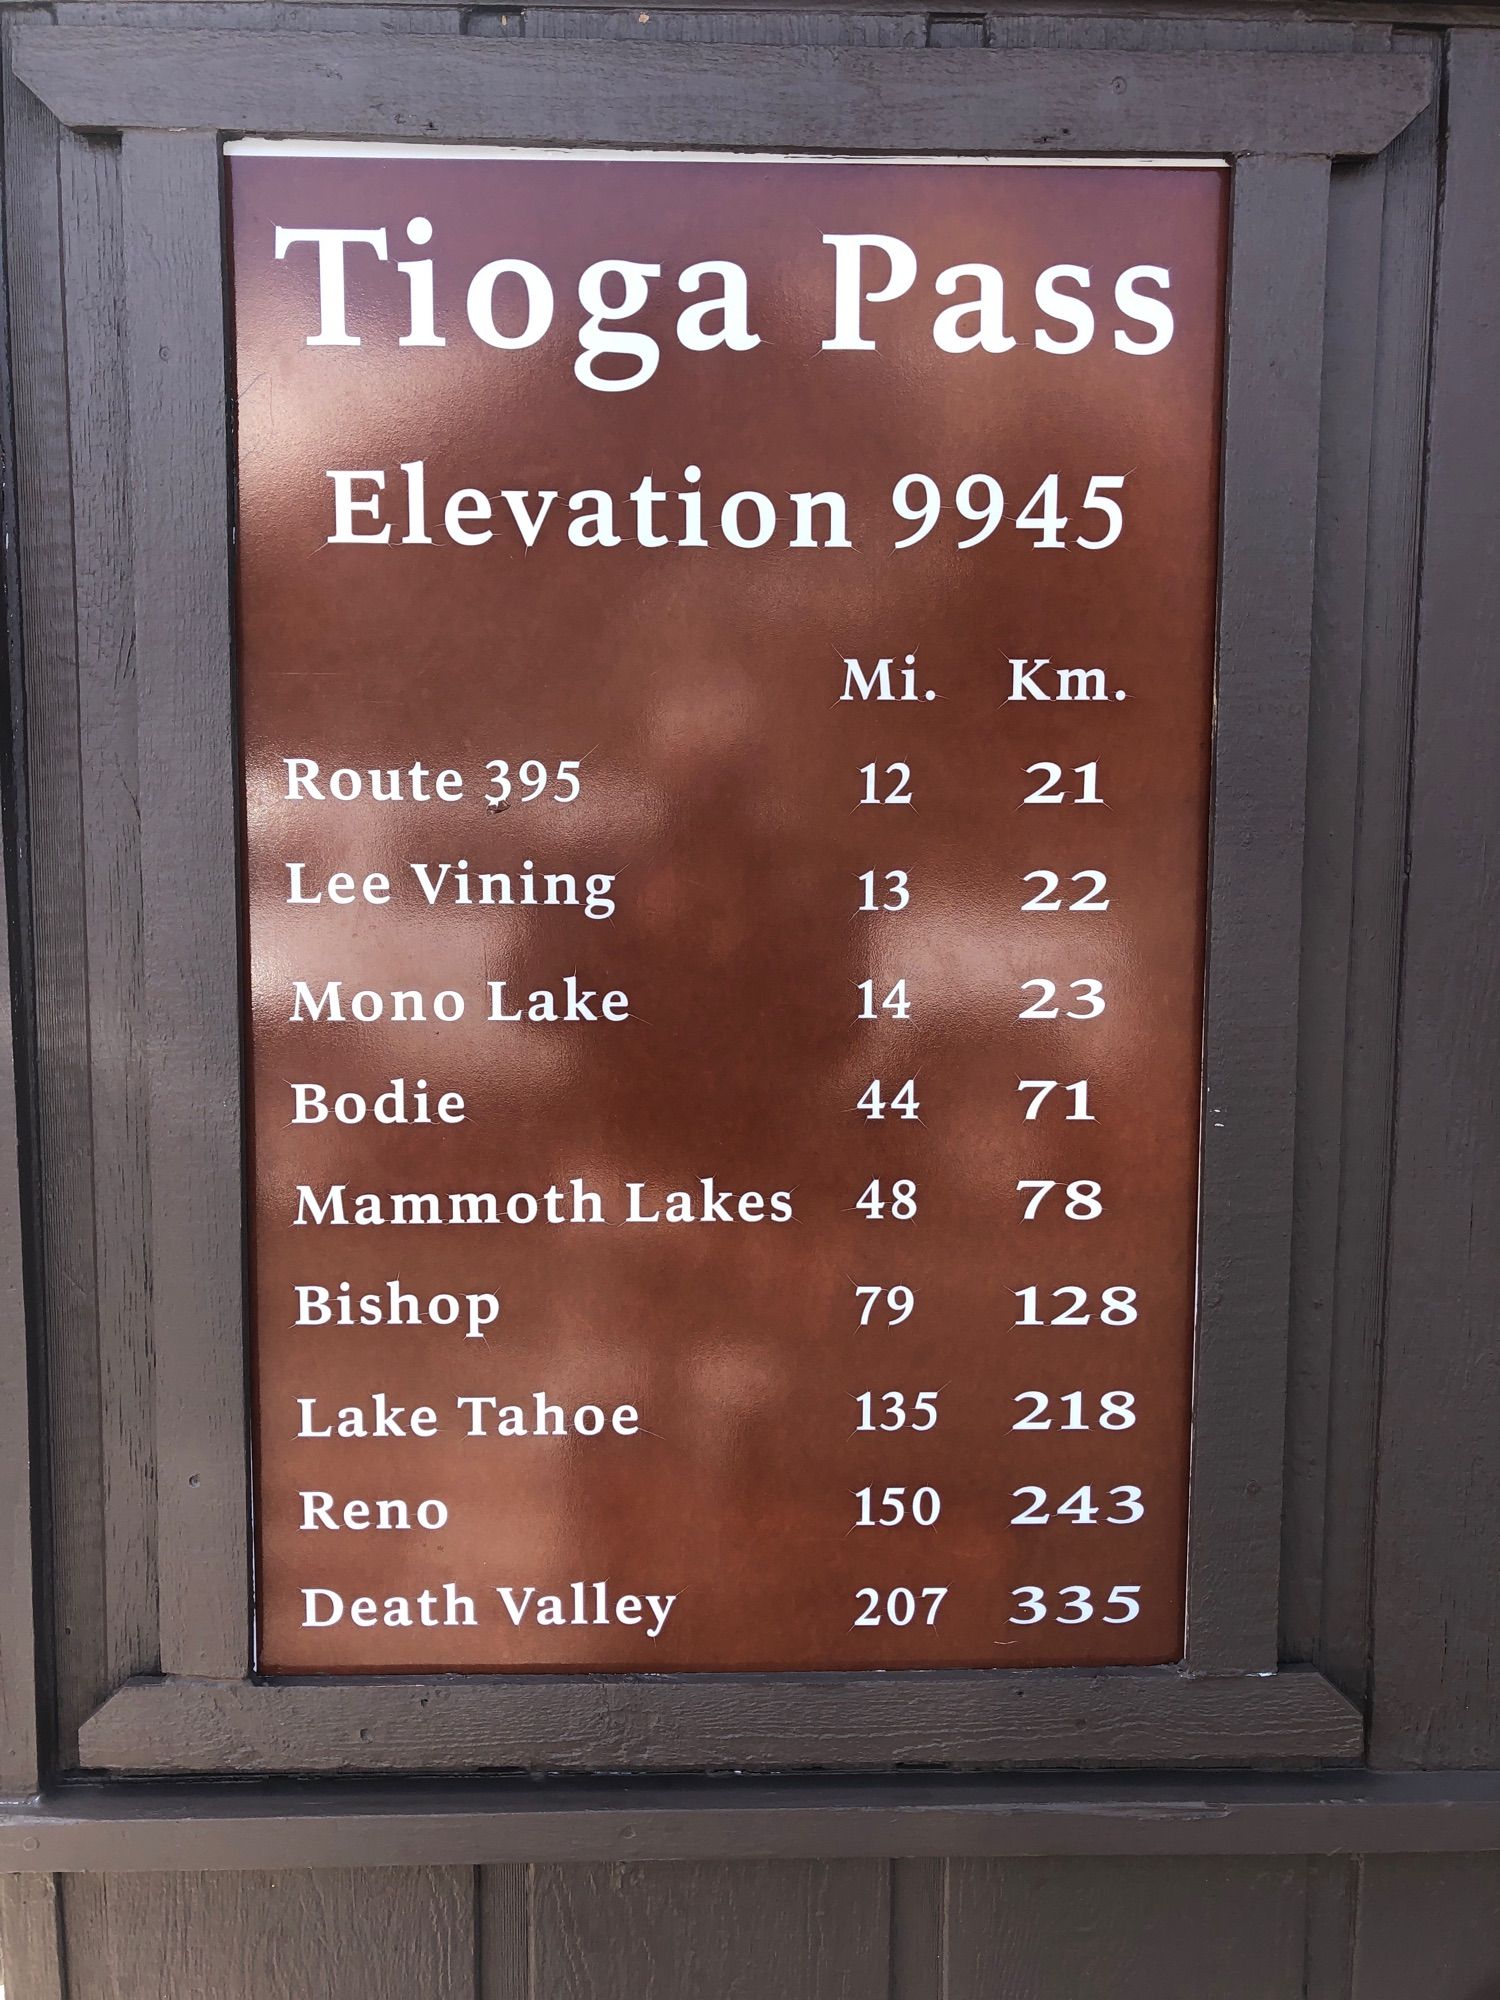 Tioga Pass
Elevation 9945
Mi. Km.
Route 395 12 21
Lee Vining 13 22
Mono Lake 14 23
Bodie 44 71
Mammoth Lakes 48 78
Bishop 79 128
Lake Tahoe 135 218
Reno 150 243
Death Valley 207 335